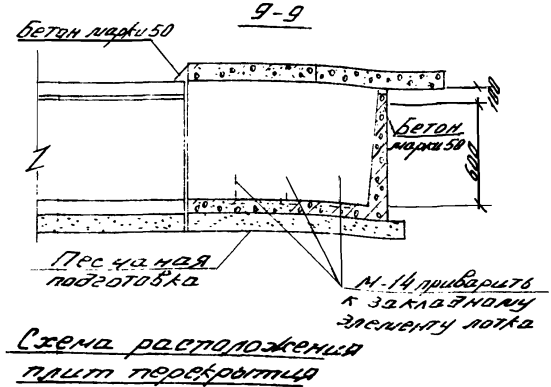 9-9
Бетон марки 50
100
Бетон
марки 50
600
Песчаная
подготовка
М-14 приварить
к закладному
элементу лотка
Схема расположения
плит перекрытия